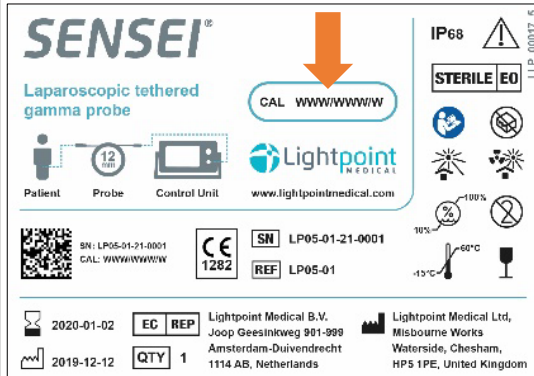 SENSEI®
Laparoscopic tethered
gamma probe
CAL WWW/WWW/W
12
mm
Patient Probe Control Unit
Lightpoint
MEDICAL
www.lightpointmedical.com
IP68
STERILE EO
100%
%
10%
2
60°C
-15°C
SN: LP05-01-21-0001
CAL: WWW/WWW/W
CE
1282
SN LP05-01-21-0001
REF LP05-01
2020-01-02
2019-12-12
EC REP
QTY 1
Lightpoint Medical B.V.
Joop Geesinkweg 901-999
Amsterdam-Duivendrecht
1114 AB, Netherlands
Lightpoint Medical Ltd,
Misbourne Works
Waterside, Chesham,
HP5 1PE, United Kingdom